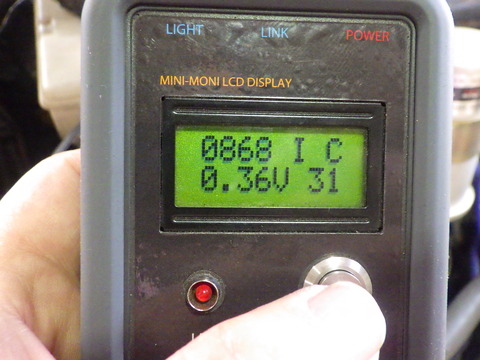 LIGHT LINK POWER
MINI-MONI LCD DISPLAY
0868 I C
0.36V 31